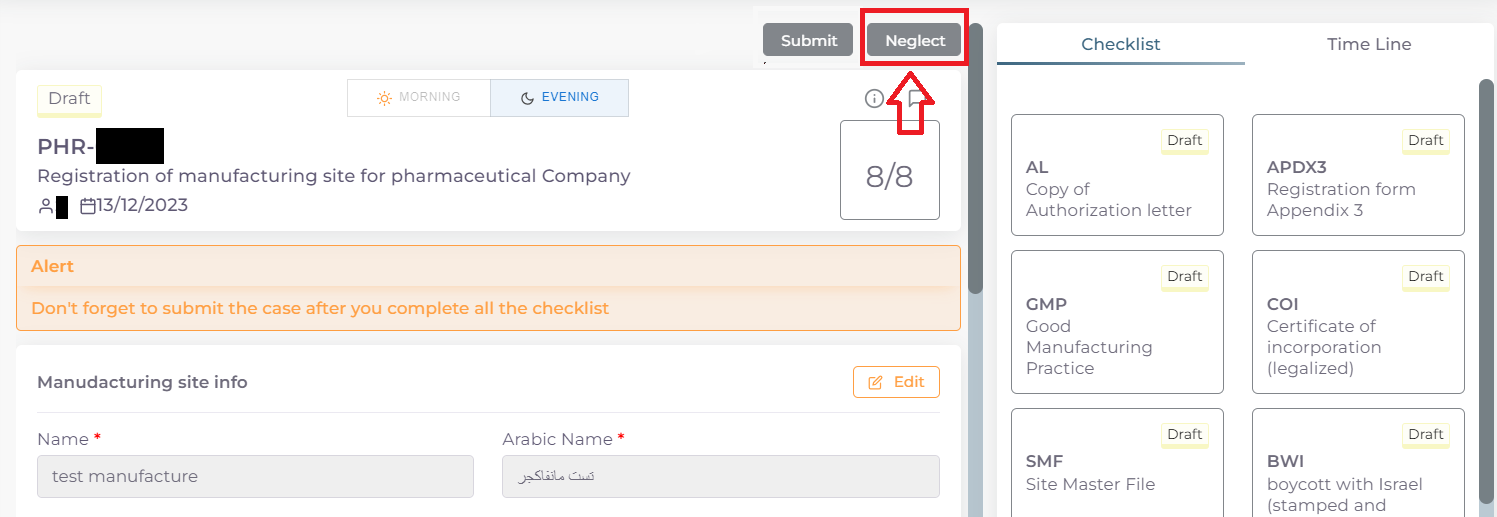 Submit
Neglect
Draft
MORNING
EVENING
PHR-
Registration of manufacturing site for pharmaceutical Company
13/12/2023
8/8
Alert
Don't forget to submit the case after you complete all the checklist
Manudacturing site info
Edit
Name *
test manufacture
Arabic Name *
تست مانفاكجر
Checklist
Time Line
Draft
AL
Copy of
Authorization letter
Draft
APDX3
Registration form
Appendix 3
Draft
GMP
Good
Manufacturing
Practice
Draft
COI
Certificate of
incorporation
(legalized)
Draft
SMF
Site Master File
Draft
BWI
boycott with Israel
(stamped and